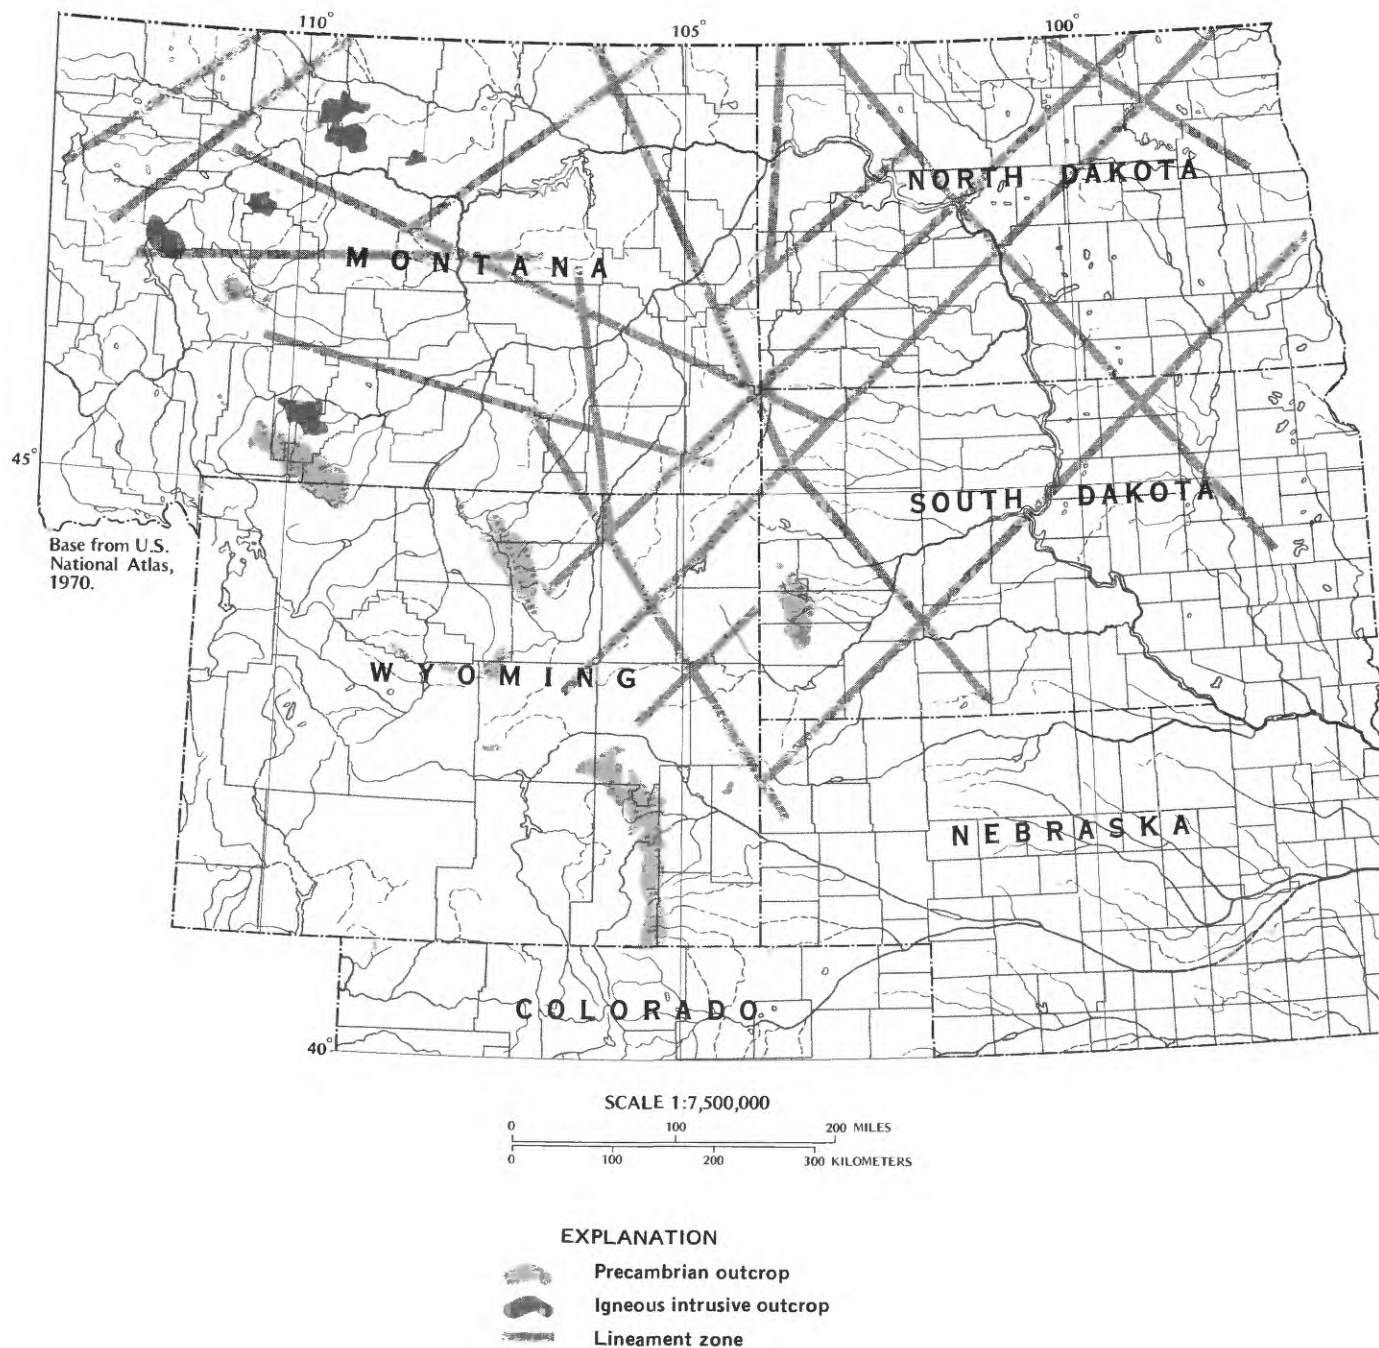 110°
105°
100°
NORTH DAKOTA
MONTANA
45°
SOUTH DAKOTA
Base from U.S.
National Atlas,
1970.
WYOMING
NEBRASKA
COLORADO
40°
SCALE 1:7,500,000
0 100 200 MILES
0 100 200 300 KILOMETERS
EXPLANATION
Precambrian outcrop
Igneous intrusive outcrop
Lineament zone